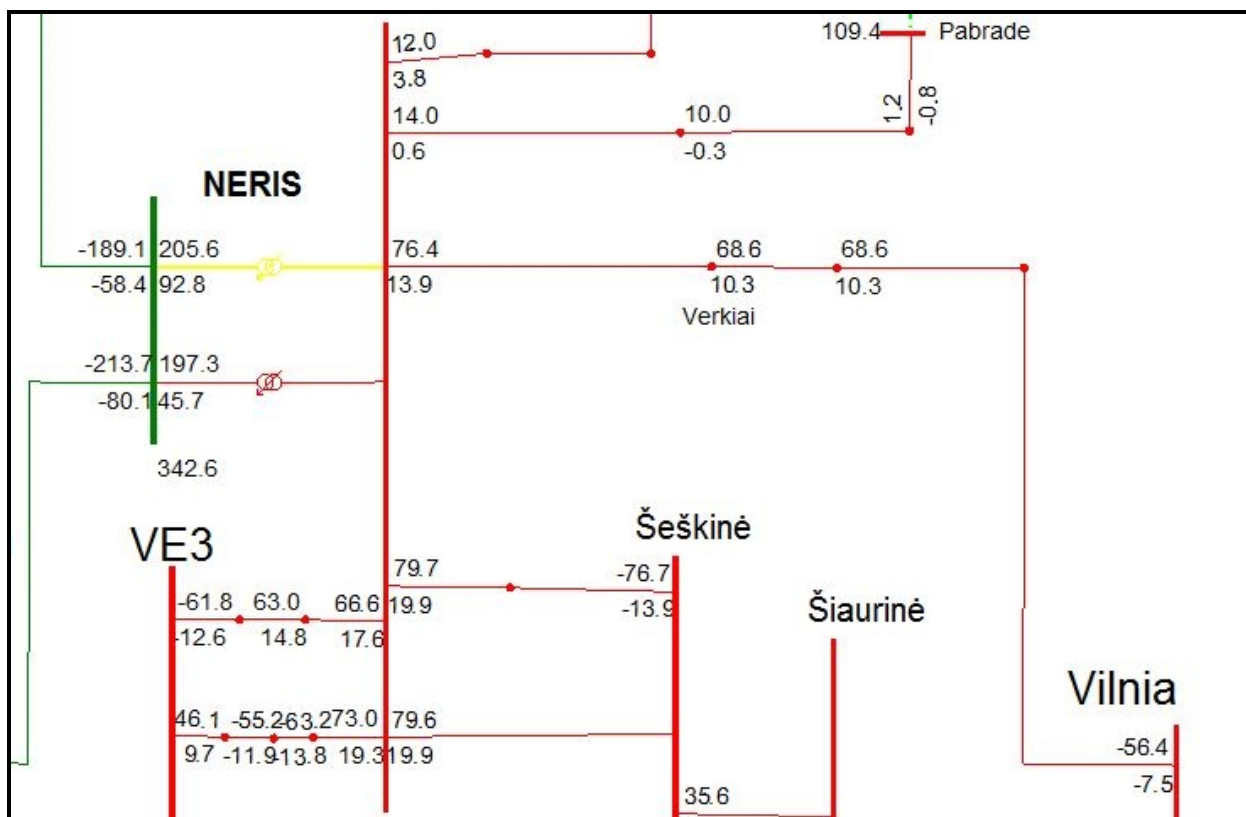 12.0
3.8
109.4 Pabrade
1.2
-0.8
14.0
0.6
10.0
-0.3
NERIS
-189.1 205.6
-58.4 92.8
76.4
13.9
68.6
10.3
68.6
10.3
Verkiai
-213.7 197.3
-80.1 45.7
342.6
VE3
Šeškinė
Šiaurinė
Vilnia
79.7
19.9
-76.7
-13.9
-61.8 63.0 66.6
-12.6 14.8 17.6
46.1 -55.2 -63.2 73.0 79.6
9.7 -11.9 -13.8 19.3 19.9
35.6
-56.4
-7.5